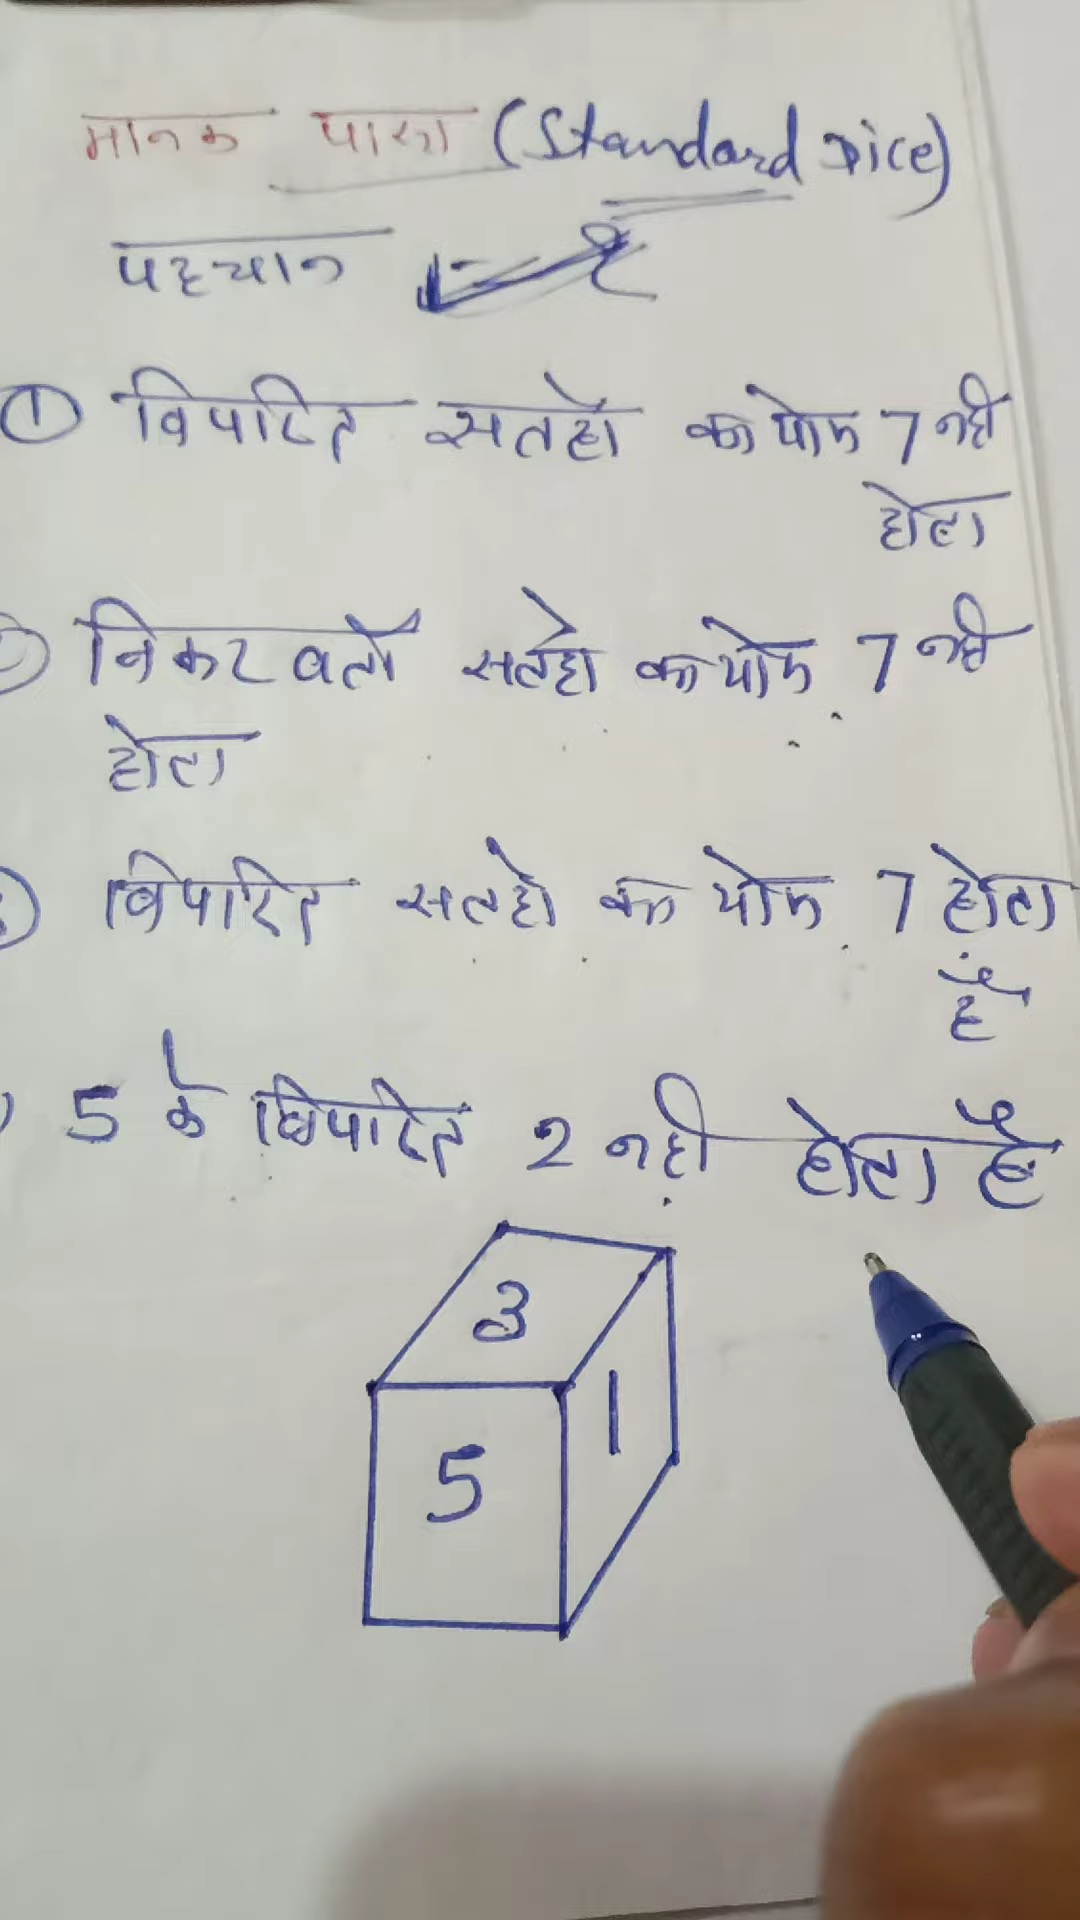 मानक पासा (Standard Dice)
पहचान
① विपरित सतहो का योग 7 नही
होता
निकटवर्ती सतहो का योग 7 नही
होता
विपरित सतहो का योग 7 होता
है
5 के विपरित 2 नही होता है
3
5
1